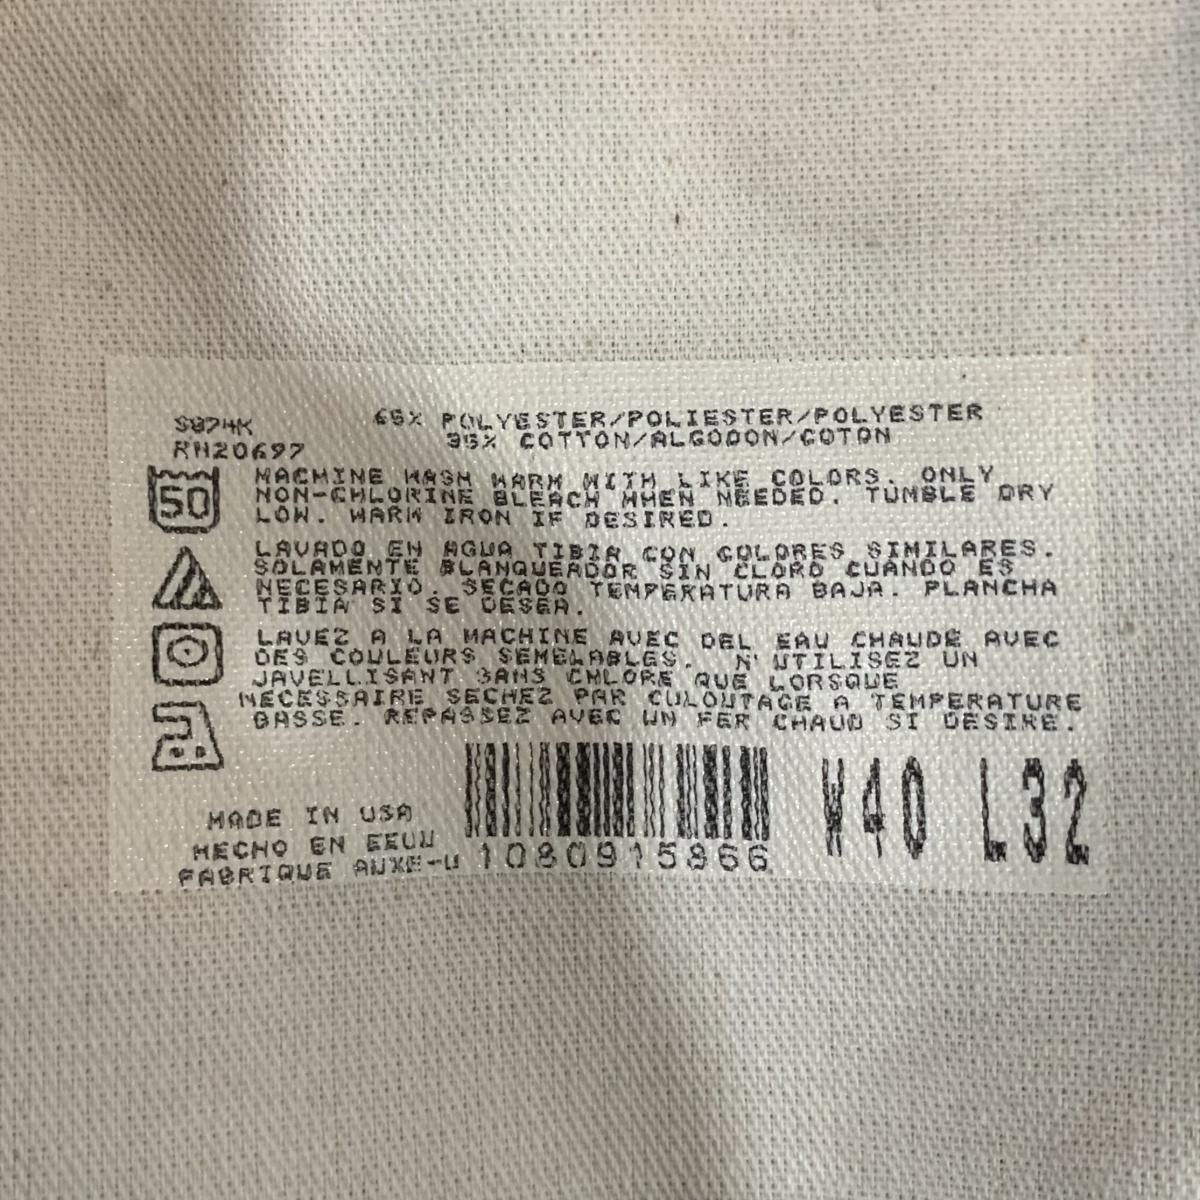 S874K
RN20697
65% POLYESTER/POLIESTER/POLYESTER
35% COTTON/ALGODON/COTON
50
MACHINE WASH WARM WITH LIKE COLORS. ONLY
NON-CHLORINE BLEACH WHEN NEEDED. TUMBLE DRY
LOW. WARM IRON IF DESIRED.
LAVADO EN AGUA TIBIA CON COLORES SIMILARES.
SOLAMENTE BLANQUEADOR SIN CLORO CUANDO ES
NECESARIO. SECADO TEMPERATURA BAJA. PLANCHA
TIBIA SI SE DESEA.
LAVEZ A LA MACHINE AVEC DEL EAU CHAUDE AVEC
DES COULEURS SEMELABLES. N'UTILISEZ UN
JAVELLISANT SANS CHLORE QUE LORSQUE
NECESSAIRE SECHEZ PAR CULOUTAGE A TEMPERATURE
BASSE. REPASSEZ AVEC UN FER CHAUD SI DESIRE.
MADE IN USA
HECHO EN EEUU
FABRIQUE AUXE-U
1080915866
W40 L32